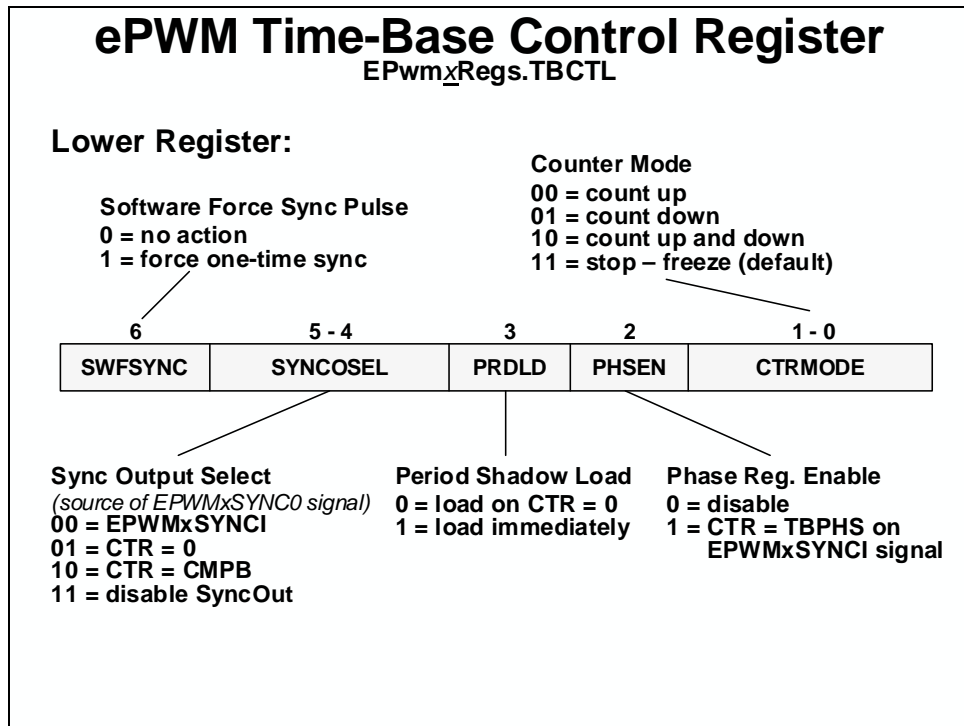 ePWM Time-Base Control Register
EPwmxRegs.TBCTL
Lower Register:
Software Force Sync Pulse
0 = no action
1 = force one-time sync
Counter Mode
00 = count up
01 = count down
10 = count up and down
11 = stop – freeze (default)
6
5 - 4
3
2
1 - 0
SWFSYNC
SYNCOSEL
PRDLD
PHSEN
CTRMODE
Sync Output Select
(source of EPWMxSYNC0 signal)
00 = EPWMxSYNCI
01 = CTR = 0
10 = CTR = CMPB
11 = disable SyncOut
Period Shadow Load
0 = load on CTR = 0
1 = load immediately
Phase Reg. Enable
0 = disable
1 = CTR = TBPHS on
EPWMxSYNCI signal